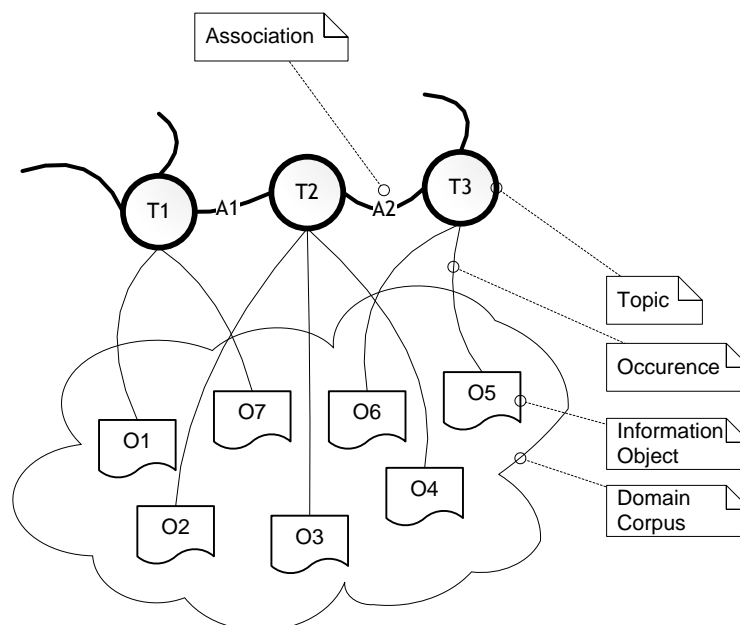 Association
T1
A1
T2
A2
T3
Topic
Occurence
O1
O7
O6
O5
Information
Object
O2
O3
O4
Domain
Corpus